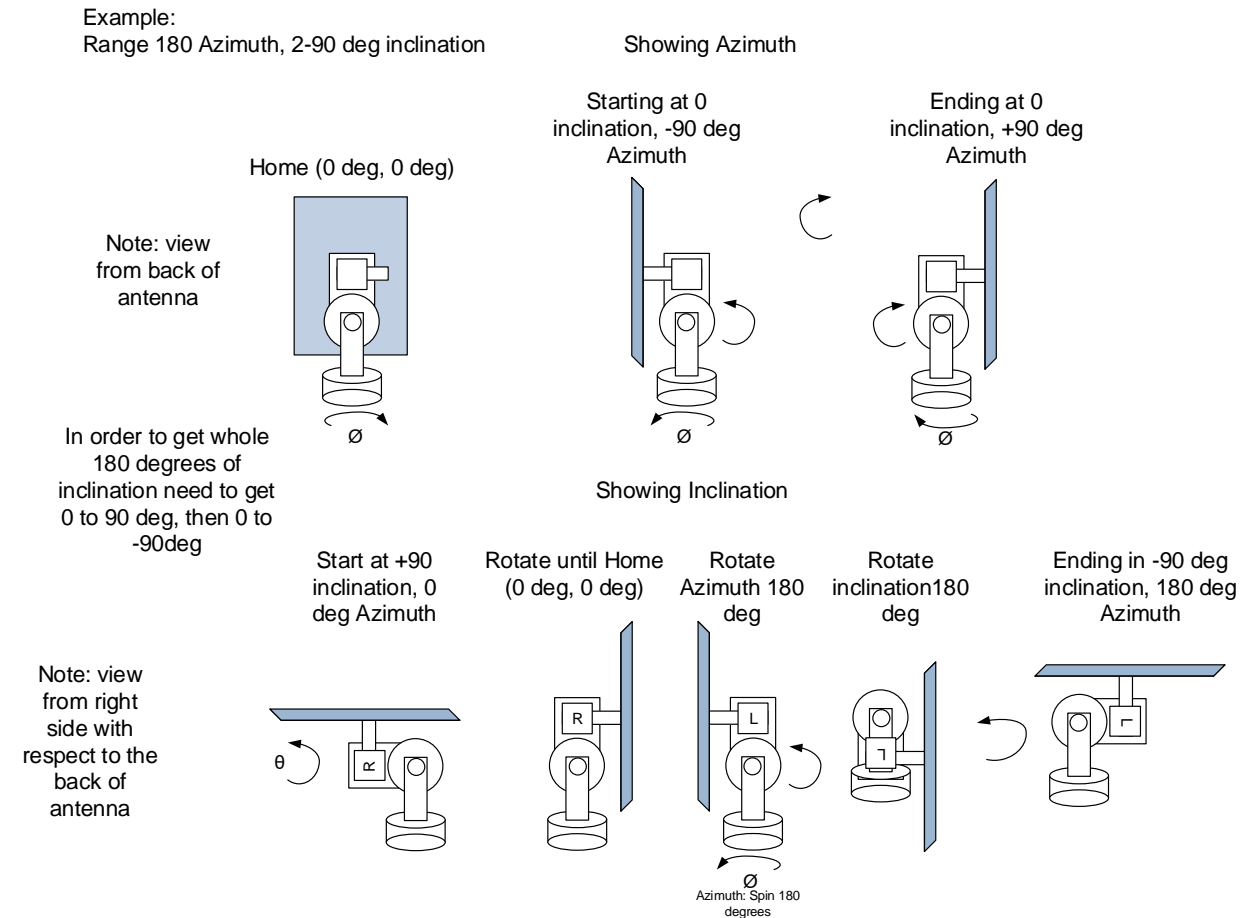 Example:
Range 180 Azimuth, 2-90 deg inclination
Showing Azimuth
Starting at 0
inclination, -90 deg
Azimuth
Ending at 0
inclination, +90 deg
Azimuth
Home (0 deg, 0 deg)
Note: view
from back of
antenna
Ø
Ø
Ø
In order to get whole
180 degrees of
inclination need to get
0 to 90 deg, then 0 to
-90deg
Showing Inclination
Start at +90
inclination, 0
deg Azimuth
Rotate until Home
(0 deg, 0 deg)
Rotate
Azimuth 180
deg
Rotate
inclination180
deg
Ending in -90 deg
inclination, 180 deg
Azimuth
Note: view
from right
side with
respect to the
back of
antenna
θ
R
R
L
L
L
Ø
Azimuth: Spin 180
degrees